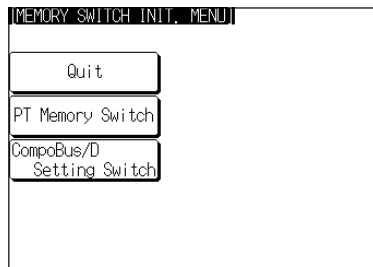 [MEMORY SWITCH INIT. MENU]
Quit
PT Memory Switch
CompoBus/D
Setting Switch